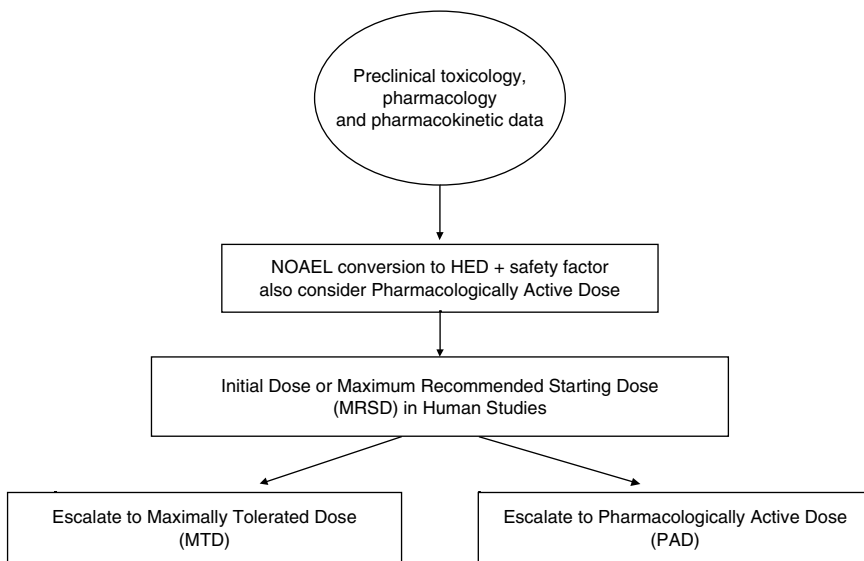 Preclinical toxicology,
pharmacology
and pharmacokinetic data
NOAEL conversion to HED + safety factor
also consider Pharmacologically Active Dose
Initial Dose or Maximum Recommended Starting Dose
(MRSD) in Human Studies
Escalate to Maximally Tolerated Dose
(MTD)
Escalate to Pharmacologically Active Dose
(PAD)